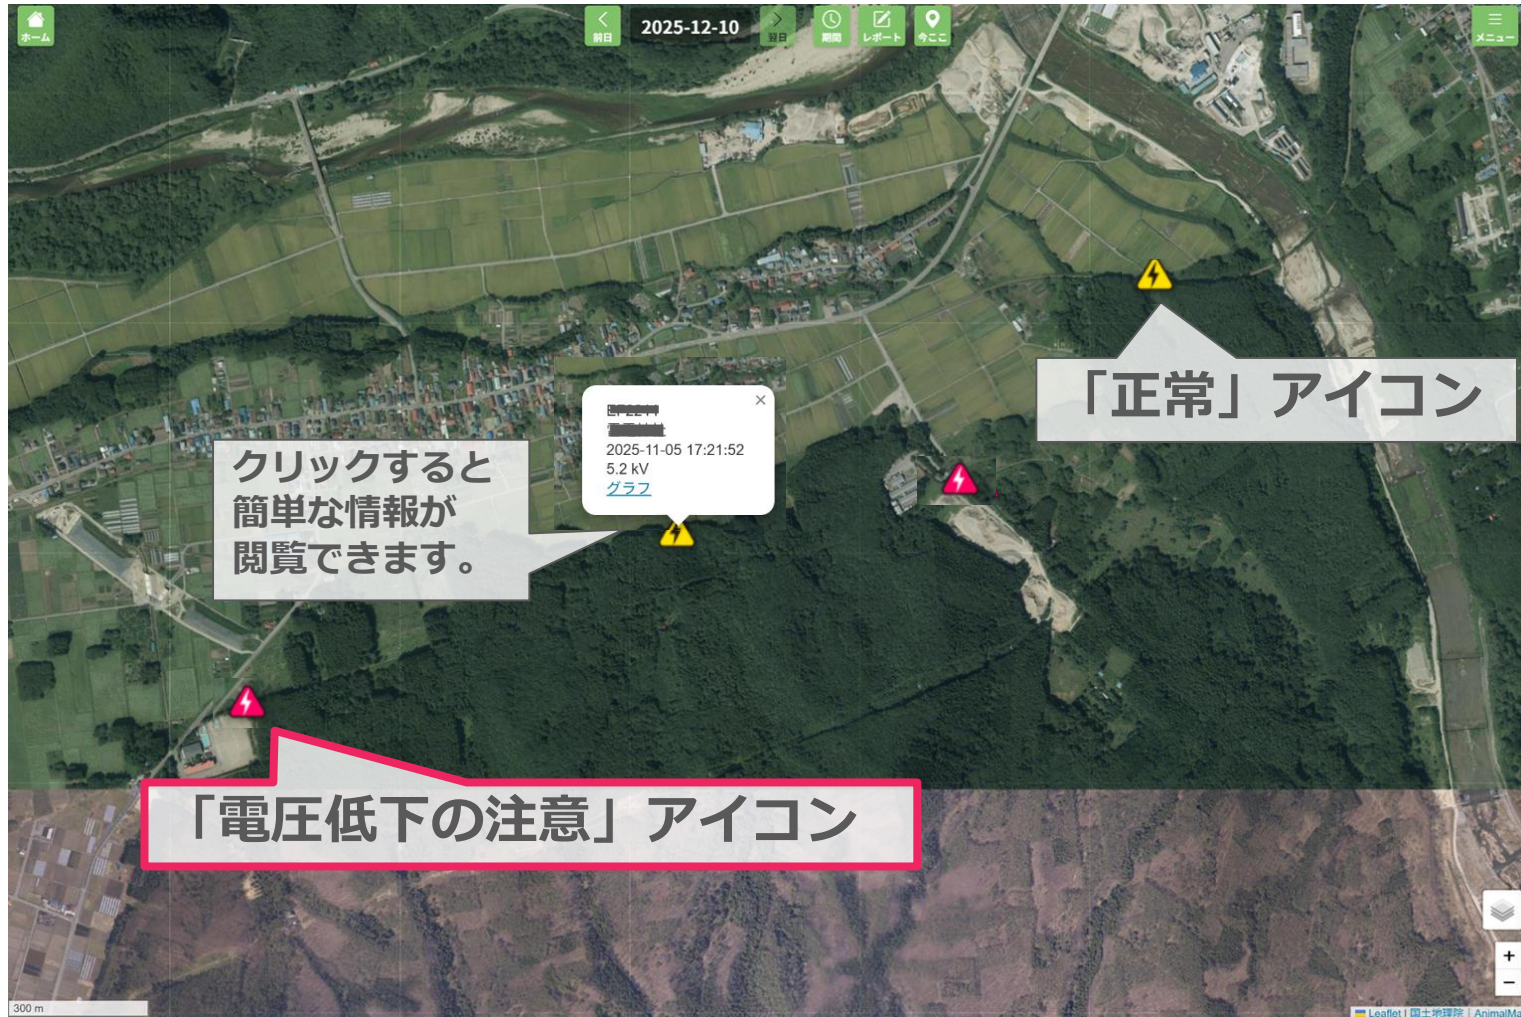 ホーム
前日
2025-12-10
翌日
期間
レポート
今ここ
メニュー
「正常」アイコン
2025-11-05 17:21:52
5.2 kV
グラフ
クリックすると
簡単な情報が
閲覧できます。
「電圧低下の注意」アイコン
+
−
300 m
Leaflet | 国土地理院 | AnimalMa